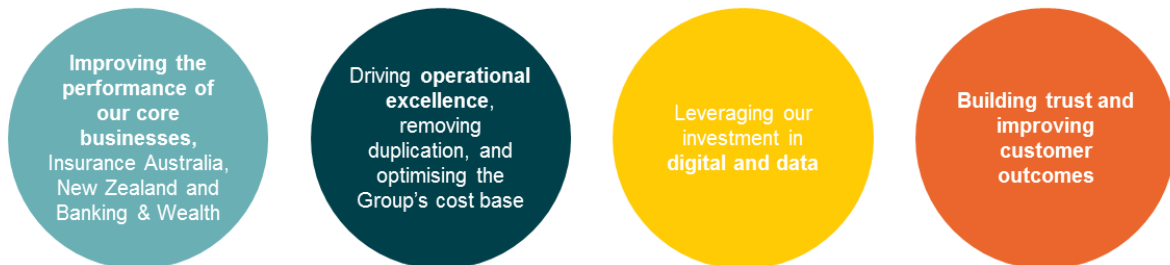 Improving the
performance of
our core
businesses,
Insurance Australia,
New Zealand and
Banking & Wealth
Driving operational
excellence,
removing
duplication, and
optimising the
Group's cost base
Leveraging our
investment in
digital and data
Building trust and
improving
customer
outcomes